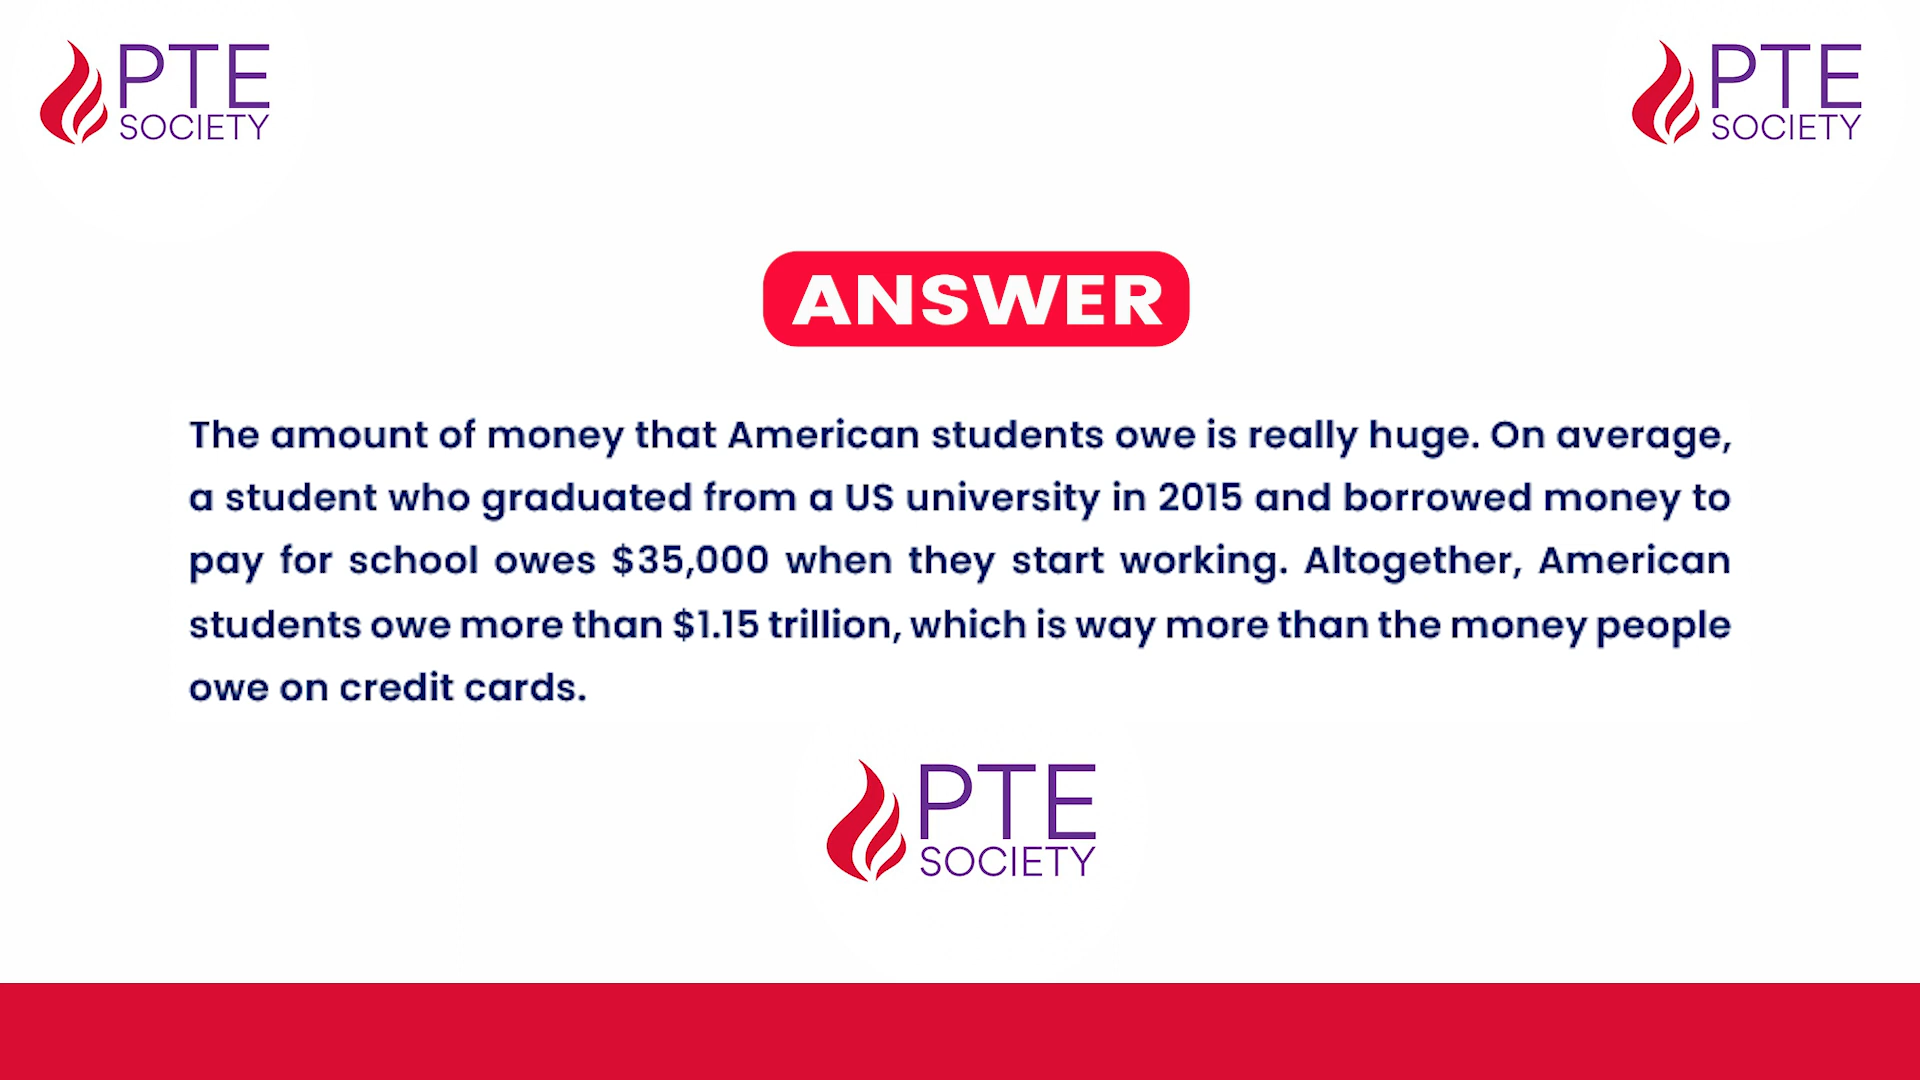 PTE
SOCIETY
PTE
SOCIETY
ANSWER
The amount of money that American students owe is really huge. On average,
a student who graduated from a US university in 2015 and borrowed money to
pay for school owes $35,000 when they start working. Altogether, American
students owe more than $1.15 trillion, which is way more than the money people
owe on credit cards.
PTE
SOCIETY